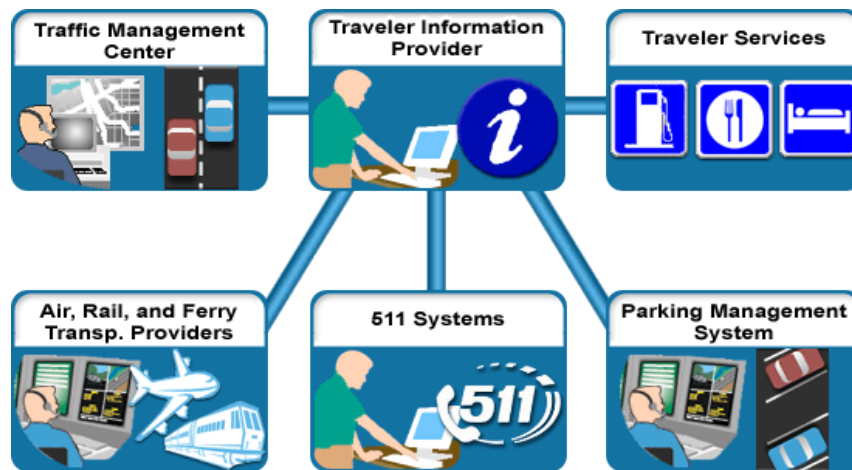 Traffic Management
Center
Traveler Information
Provider
i
Traveler Services
Air, Rail, and Ferry
Transp. Providers
511 Systems
511
Parking Management
System